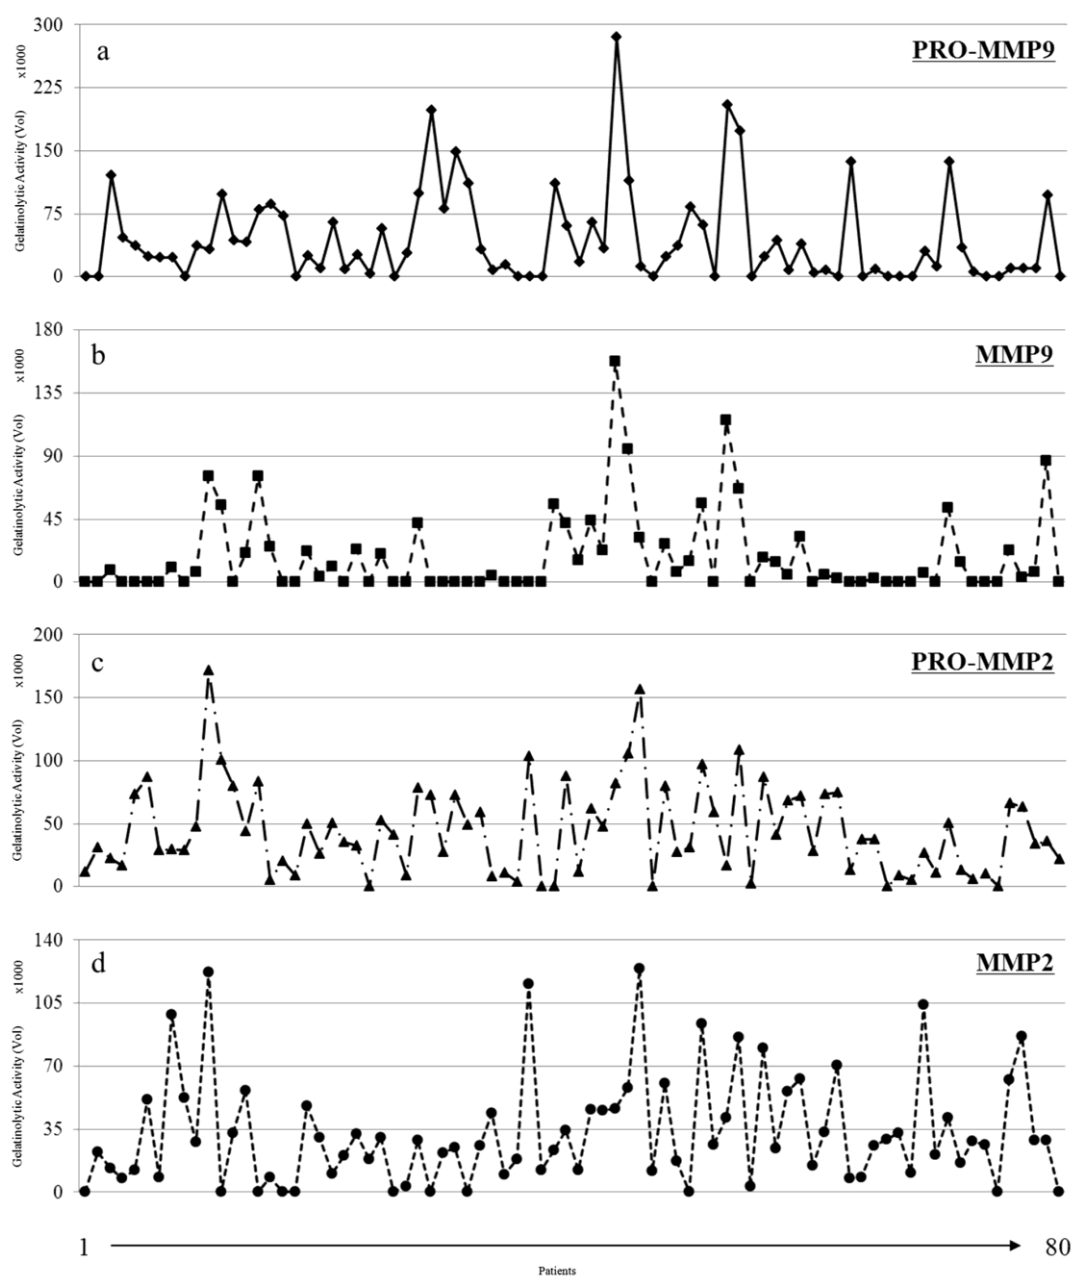 300
x1000
a
PRO-MMP9
225
Gelatinolytic Activity (Vol)
150
75
0
180
x1000
b
MMP9
135
Gelatinolytic Activity (Vol)
90
45
0
200
x1000
c
PRO-MMP2
150
Gelatinolytic Activity (Vol)
100
50
0
140
x1000
d
MMP2
105
Gelatinolytic Activity (Vol)
70
35
0
1
80
Patients